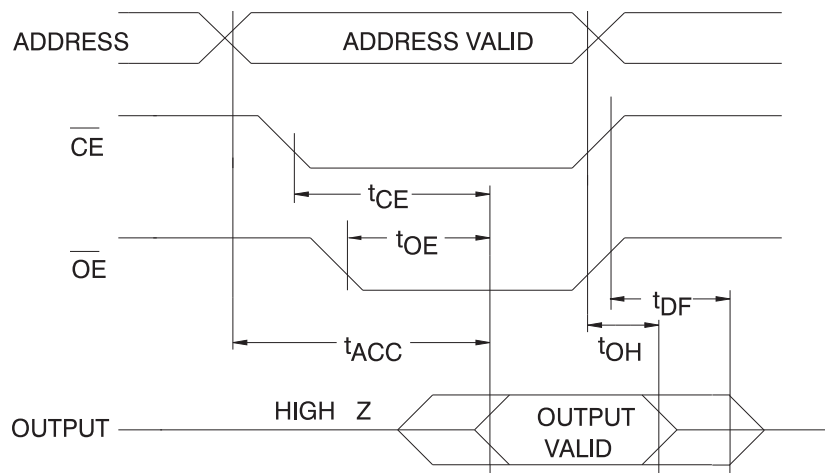 ADDRESS
ADDRESS VALID
CE
tCE
OE
tOE
tDF
tACC
tOH
OUTPUT
HIGH Z
OUTPUT
VALID